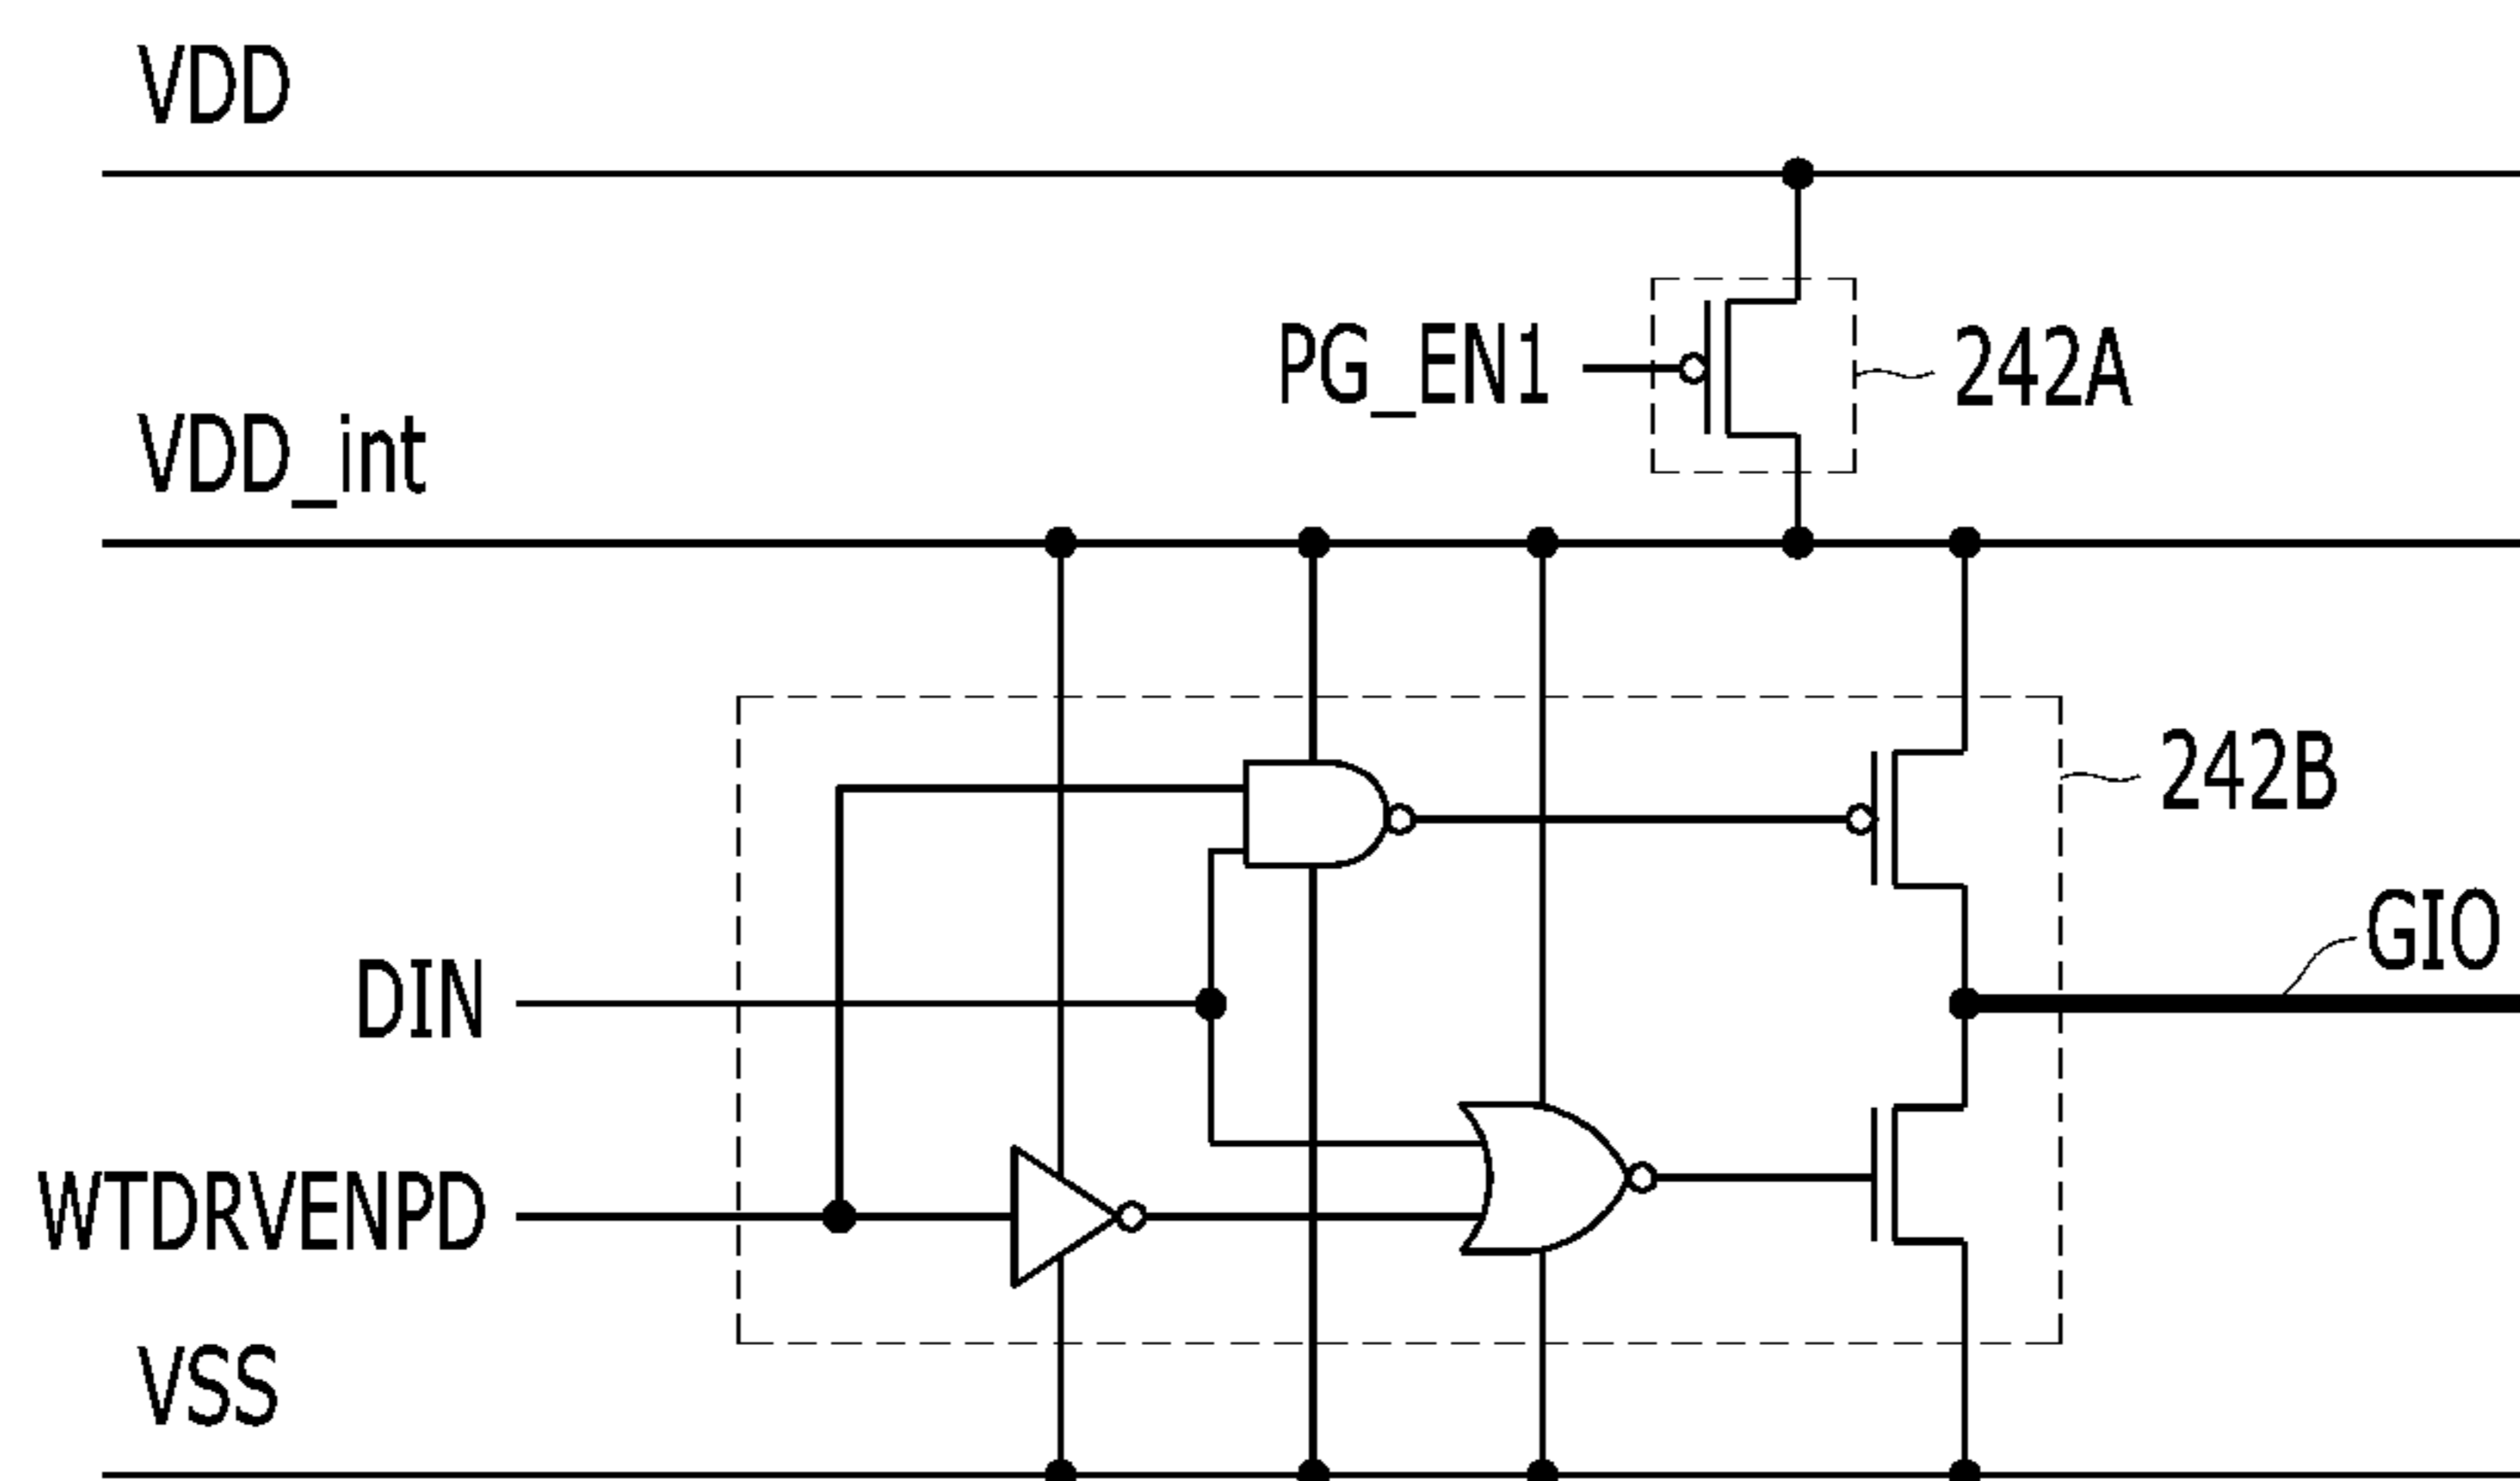 VDD
PG_EN1
242A
VDD_int
242B
GIO
DIN
WTDRVENPD
VSS